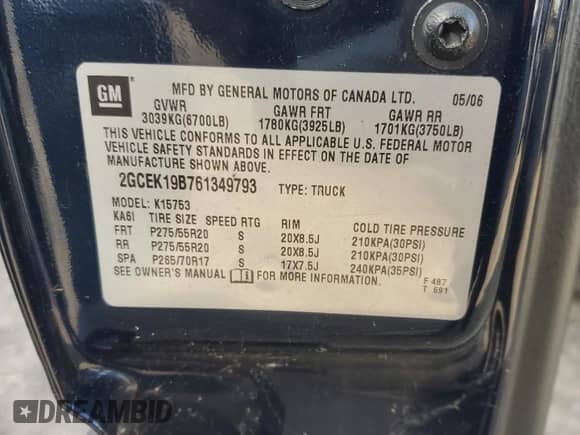 GM
MFD BY GENERAL MOTORS OF CANADA LTD. 05/06
GVWR GAWR FRT GAWR RR
3039KG(6700LB) 1780KG(3925LB) 1701KG(3750LB)
THIS VEHICLE CONFORMS TO ALL APPLICABLE U.S. FEDERAL MOTOR
VEHICLE SAFETY STANDARDS IN EFFECT ON THE DATE OF
MANUFACTURE SHOWN ABOVE.
2GCEK19B761349793 TYPE: TRUCK
MODEL: K15753
KA6I TIRE SIZE SPEED RTG RIM COLD TIRE PRESSURE
FRT P275/55R20 S 20X8.5J 210KPA(30PSI)
RR P275/55R20 S 20X8.5J 210KPA(30PSI)
SPA P265/70R17 S 17X7.5J 240KPA(35PSI)
SEE OWNER'S MANUAL i FOR MORE INFORMATION.
F 487
T 691
DREAMBID